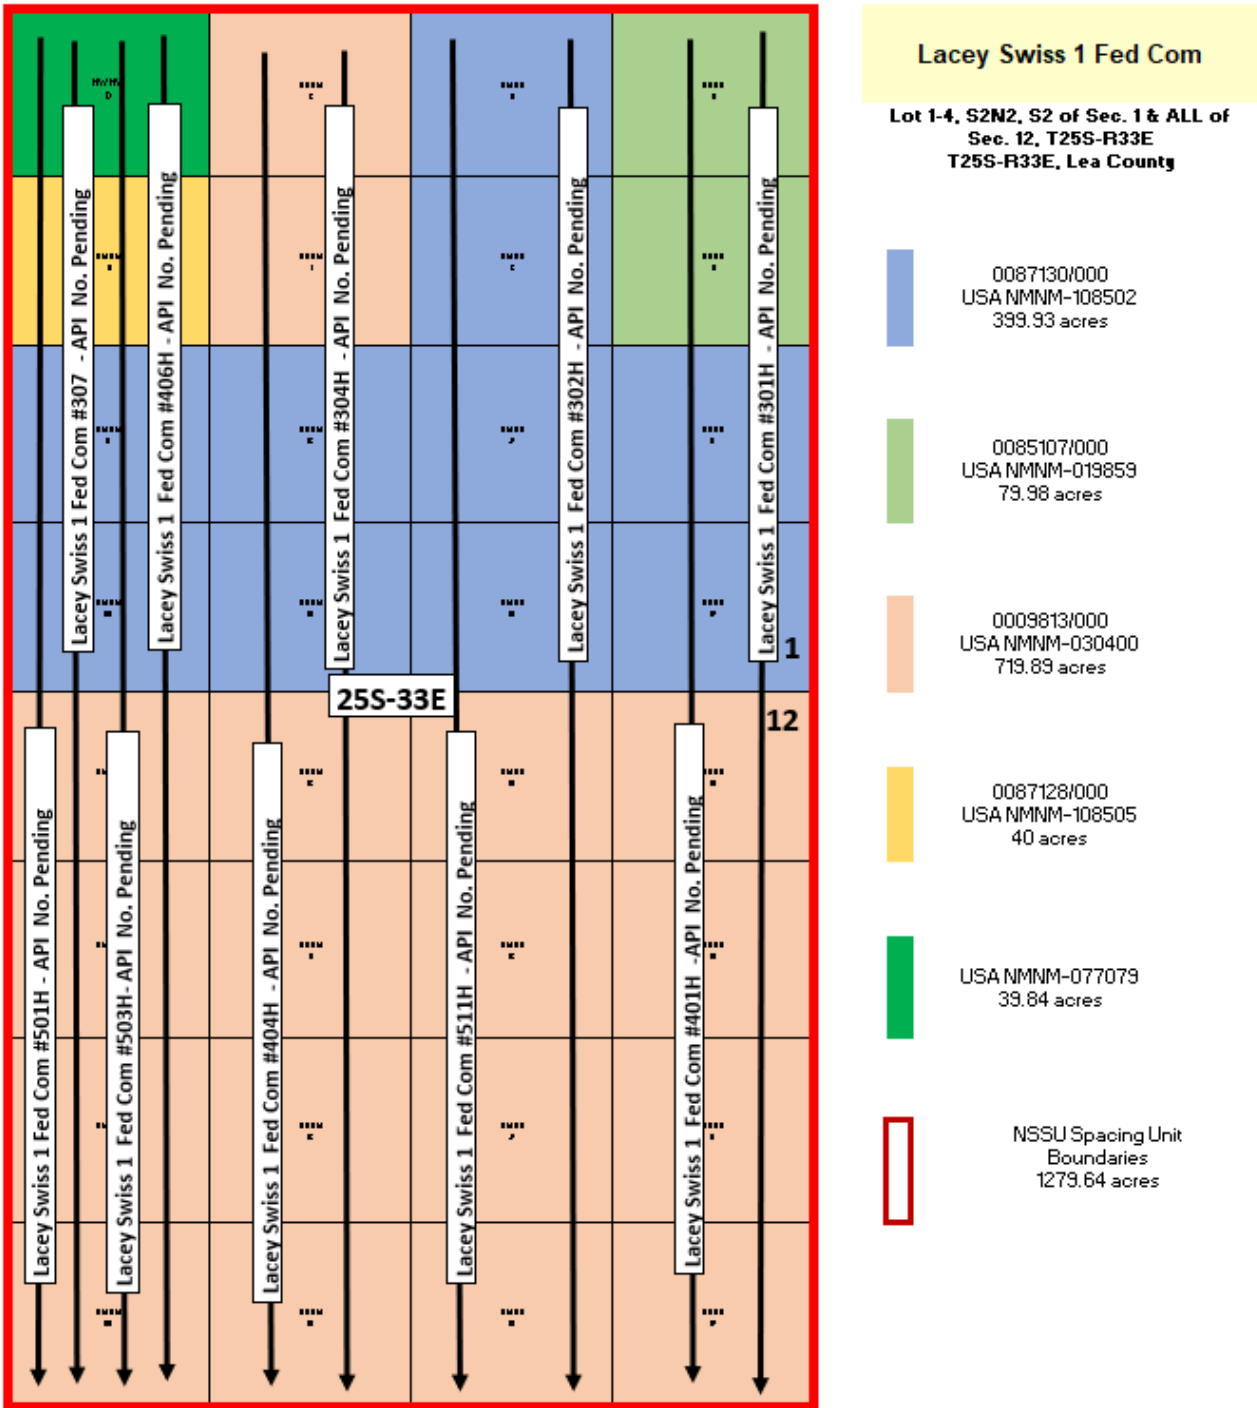 Lacey Swiss 1 Fed Com
Lot 1-4, S2N2, S2 of Sec. 1 & ALL of
Sec. 12, T25S-R33E
T25S-R33E, Lea County
0087130/000
USA NMNM-108502
399.93 acres
0085107/000
USA NMNM-019859
79.98 acres
0009813/000
USA NMNM-030400
719.89 acres
0087128/000
USA NMNM-108505
40 acres
USA NMNM-077079
39.84 acres
NSSU Spacing Unit
Boundaries
1279.64 acres
Lacey Swiss 1 Fed Com #307 - API No. Pending
Lacey Swiss 1 Fed Com #406H - API No. Pending
Lacey Swiss 1 Fed Com #304H - API No. Pending
Lacey Swiss 1 Fed Com #302H - API No. Pending
Lacey Swiss 1 Fed Com #301H - API No. Pending
1
25S-33E
12
Lacey Swiss 1 Fed Com #501H - API No. Pending
Lacey Swiss 1 Fed Com #503H- API No. Pending
Lacey Swiss 1 Fed Com #404H - API No. Pending
Lacey Swiss 1 Fed Com #511H - API No. Pending
Lacey Swiss 1 Fed Com #401H -API No. Pending